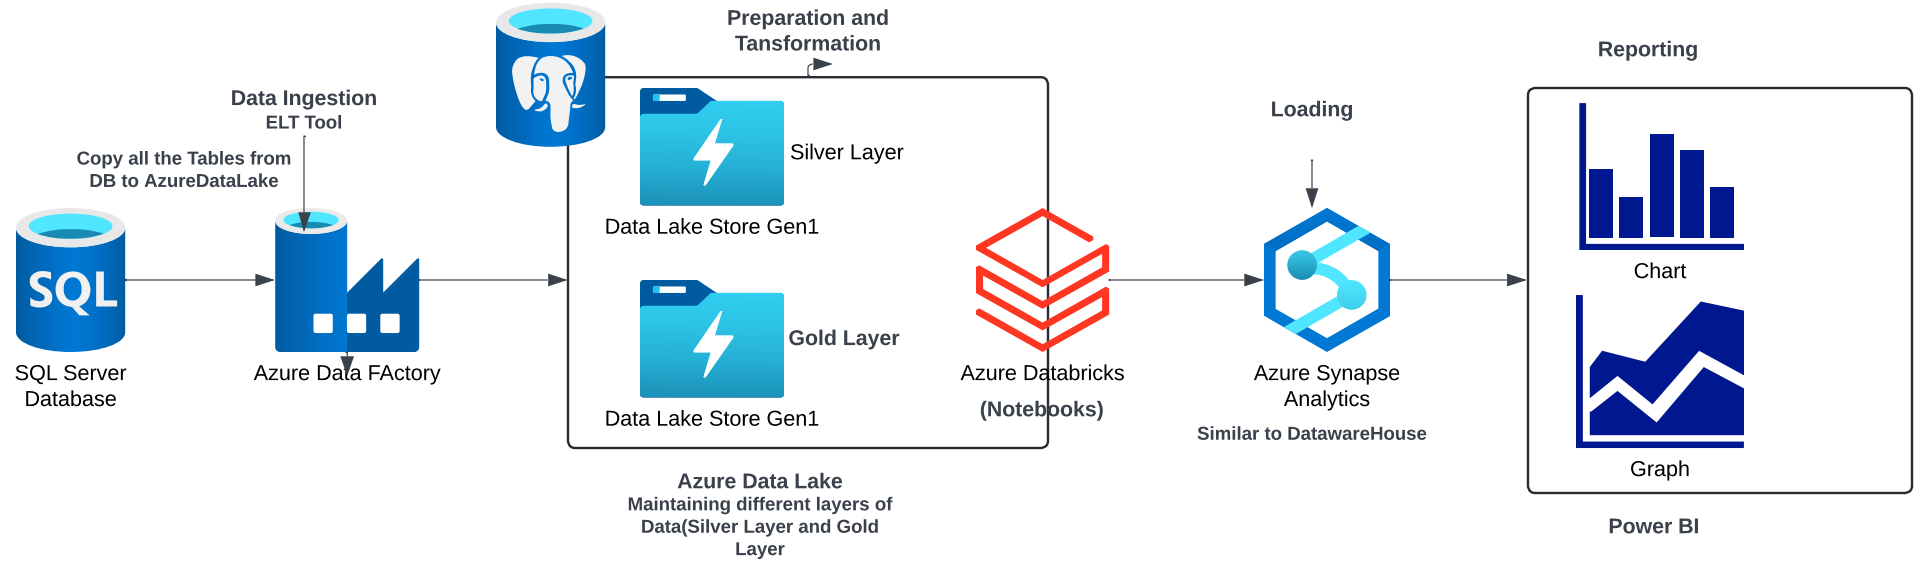 Preparation and
Tansformation
Reporting
Data Ingestion
ELT Tool
Loading
Copy all the Tables from
DB to AzureDataLake
Silver Layer
Data Lake Store Gen1
SQL
SQL Server
Database
Azure Data FActory
Gold Layer
Data Lake Store Gen1
Azure Databricks
(Notebooks)
Azure Synapse
Analytics
Similar to DatawareHouse
Chart
Graph
Azure Data Lake
Maintaining different layers of
Data(Silver Layer and Gold
Layer
Power BI